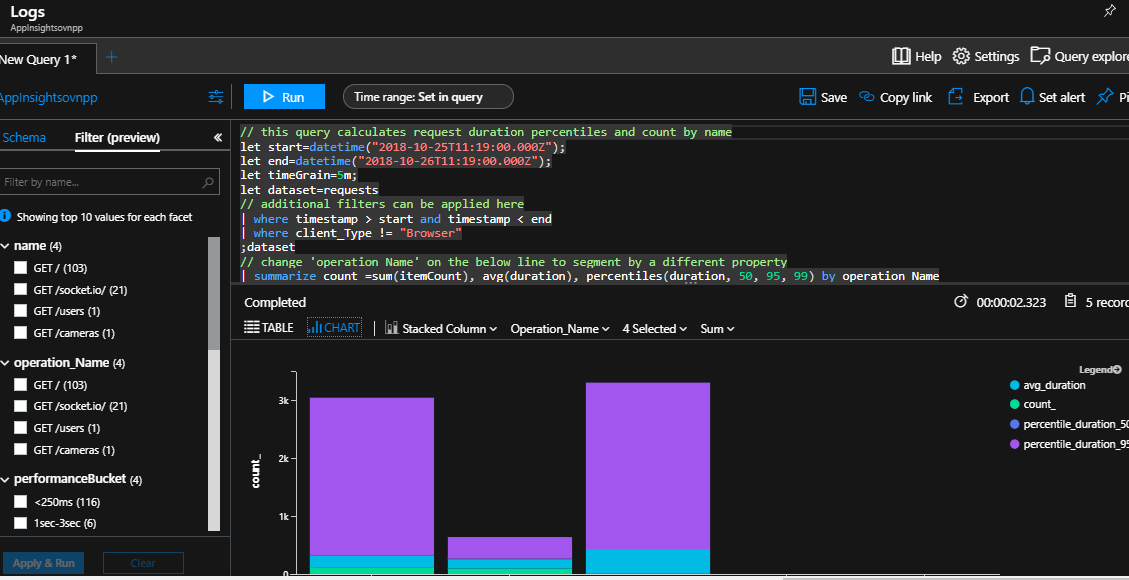 Logs
AppInsightsovnpp
New Query 1*
Help
Settings
Query explore
AppInsightsovnpp
Run
Time range: Set in query
Save
Copy link
Export
Set alert
Pi
Schema
Filter (preview)
«
Filter by name...
Showing top 10 values for each facet
name (4)
GET / (103)
GET /socket.io/ (21)
GET /users (1)
GET /cameras (1)
operation_Name (4)
GET / (103)
GET /socket.io/ (21)
GET /users (1)
GET /cameras (1)
performanceBucket (4)
<250ms (116)
1sec-3sec (6)
Apply & Run
Clear
// this query calculates request duration percentiles and count by name
let start=datetime("2018-10-25T11:19:00.000Z");
let end=datetime("2018-10-26T11:19:00.000Z");
let timeGrain=5m;
let dataset=requests
// additional filters can be applied here
| where timestamp > start and timestamp < end
| where client_Type != "Browser"
;dataset
// change 'operation Name' on the below line to segment by a different property
| summarize count =sum(itemCount), avg(duration), percentiles(duration, 50, 95, 99) by operation Name
Completed
00:00:02.323
5 recor
TABLE
CHART
Stacked Column
Operation_Name
4 Selected
Sum
3k
2k
1k
0
count_
Legend
avg_duration
count_
percentile_duration_50
percentile_duration_95